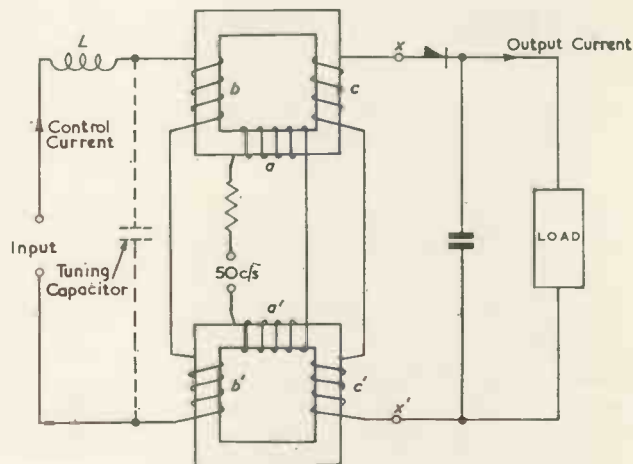 L
Control
Current
Input
Tuning
Capacitor
b
c
a
50c/s
a'
b'
c'
x
x'
Output Current
LOAD